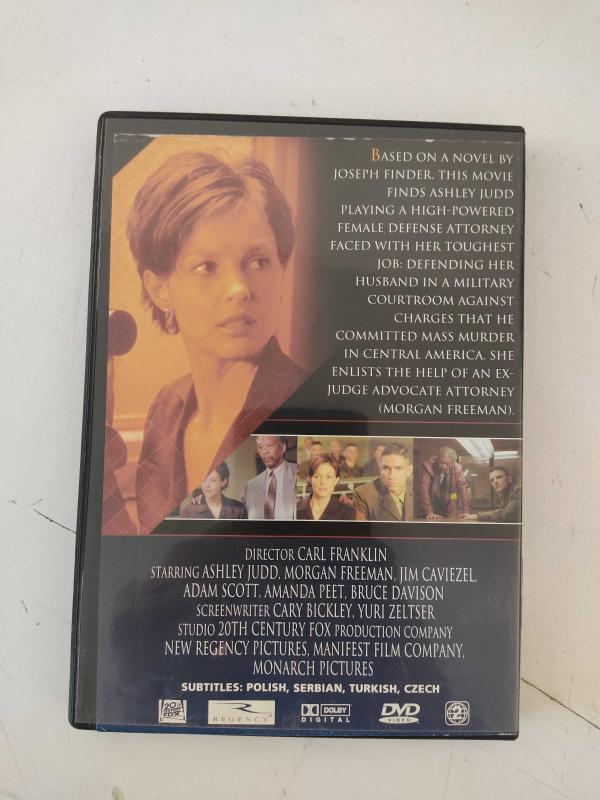 BASED ON A NOVEL BY
JOSEPH FINDER, THIS MOVIE
FINDS ASHLEY JUDD
PLAYING A HIGH-POWERED
FEMALE DEFENSE ATTORNEY
FACED WITH HER TOUGHEST
JOB: DEFENDING HER
HUSBAND IN A MILITARY
COURTROOM AGAINST
CHARGES THAT HE
COMMITTED MASS MURDER
IN CENTRAL AMERICA. SHE
ENLISTS THE HELP OF AN EX-
JUDGE ADVOCATE ATTORNEY
(MORGAN FREEMAN).
DIRECTOR CARL FRANKLIN
STARRING ASHLEY JUDD, MORGAN FREEMAN, JIM CAVIEZEL,
ADAM SCOTT, AMANDA PEET, BRUCE DAVISON
SCREENWRITER CARY BICKLEY, YURI ZELTSER
STUDIO 20TH CENTURY FOX PRODUCTION COMPANY
NEW REGENCY PICTURES, MANIFEST FILM COMPANY,
MONARCH PICTURES
SUBTITLES: POLISH, SERBIAN, TURKISH, CZECH
20th CENTURY FOX
R
REGENCY
DOLBY
DIGITAL
DVD
VIDEO
2